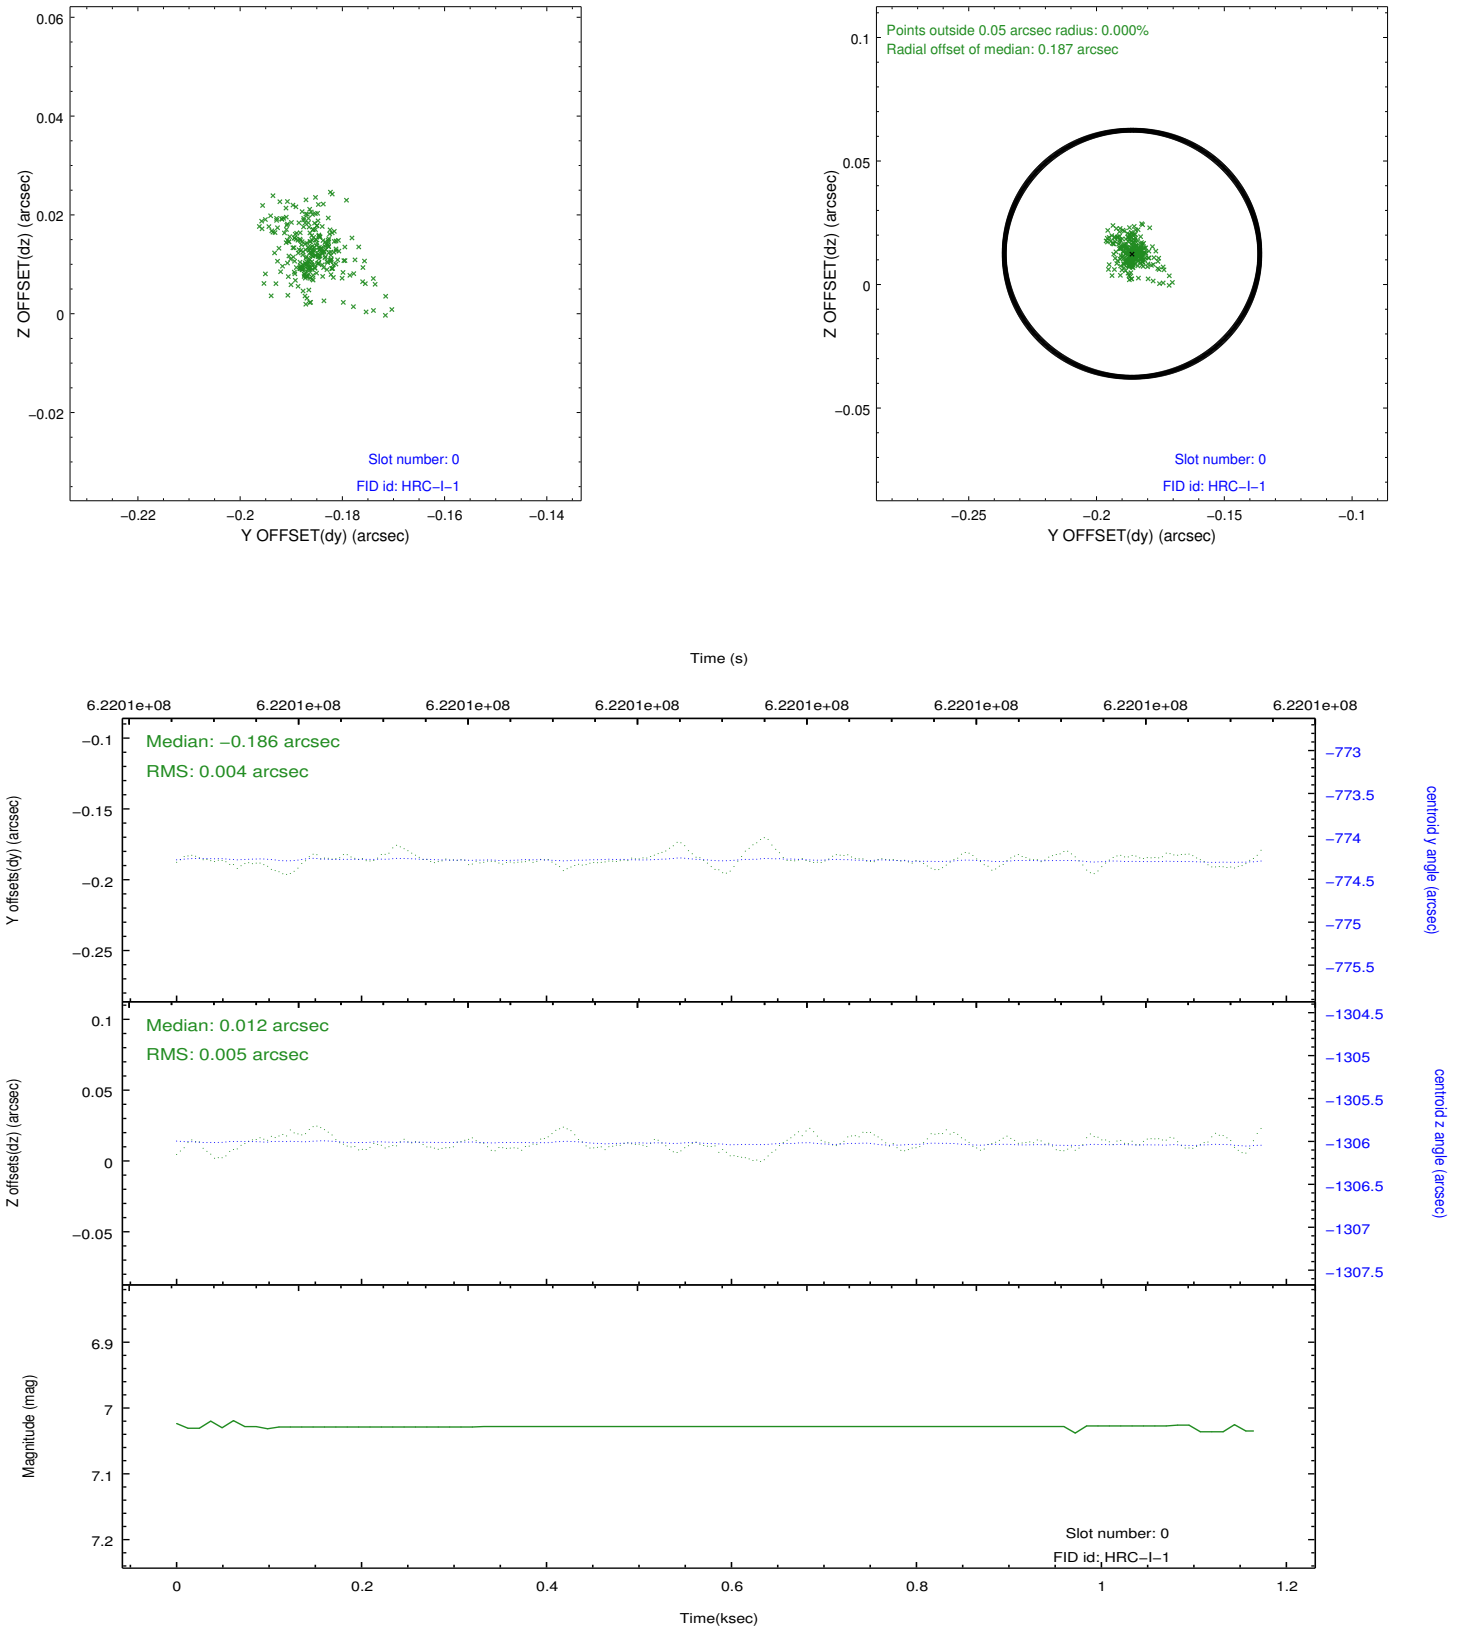 0.06
0.04
0.02
0
−0.02
Z OFFSET(dz) (arcsec)
Slot number: 0
FID id: HRC−I−1
−0.22 −0.2 −0.18 −0.16 −0.14
Y OFFSET(dy) (arcsec)
Points outside 0.05 arcsec radius: 0.000%
Radial offset of median: 0.187 arcsec
0.1
0.05
0
−0.05
Z OFFSET(dz) (arcsec)
Slot number: 0
FID id: HRC−I−1
−0.25 −0.2 −0.15 −0.1
Y OFFSET(dy) (arcsec)
Time (s)
6.2201e+08 6.2201e+08 6.2201e+08 6.2201e+08 6.2201e+08 6.2201e+08 6.2201e+08 6.2201e+08
Median: −0.186 arcsec
RMS: 0.004 arcsec
−0.1
−0.15
−0.2
−0.25
Y offsets(dy) (arcsec)
−773
−773.5
−774
−774.5
−775
−775.5
centroid y angle (arcsec)
Median: 0.012 arcsec
RMS: 0.005 arcsec
0.1
0.05
0
−0.05
Z offsets(dz) (arcsec)
−1304.5
−1305
−1305.5
−1306
−1306.5
−1307
−1307.5
centroid z angle (arcsec)
6.9
7
7.1
7.2
Magnitude (mag)
Slot number: 0
FID id: HRC−I−1
0 0.2 0.4 0.6 0.8 1 1.2
Time(ksec)